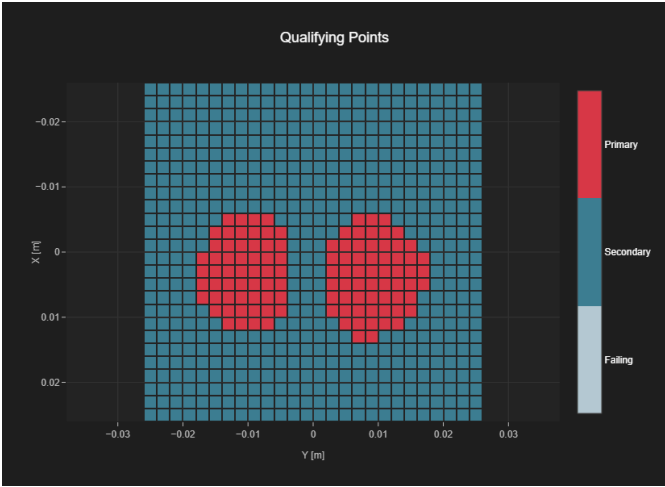 Qualifying Points
−0.02
−0.01
0
0.01
0.02
X [m]
−0.03
−0.02
−0.01
0
0.01
0.02
0.03
Y [m]
Primary
Secondary
Failing